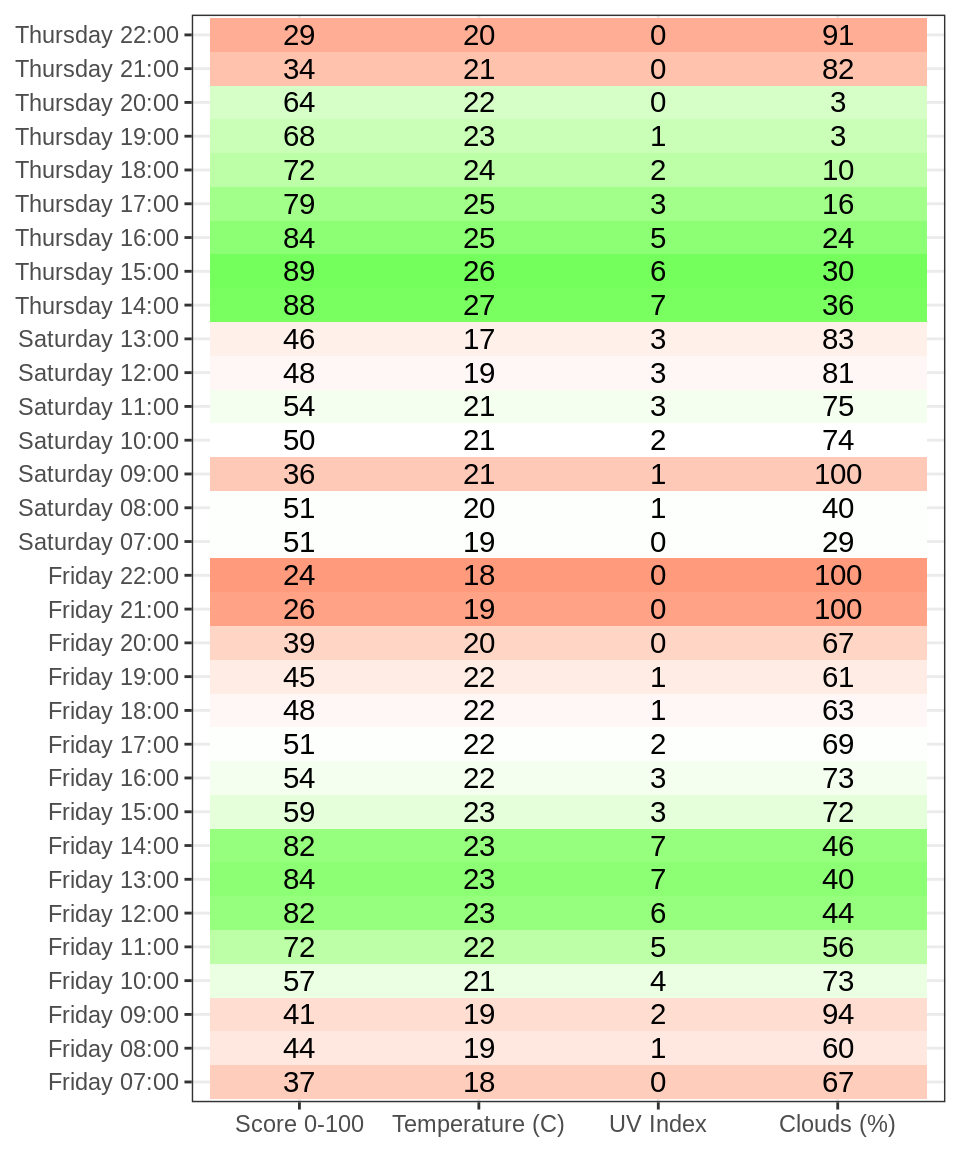 Thursday 22:00 29 20 0 91
Thursday 21:00 34 21 0 82
Thursday 20:00 64 22 0 3
Thursday 19:00 68 23 1 3
Thursday 18:00 72 24 2 10
Thursday 17:00 79 25 3 16
Thursday 16:00 84 25 5 24
Thursday 15:00 89 26 6 30
Thursday 14:00 88 27 7 36
Saturday 13:00 46 17 3 83
Saturday 12:00 48 19 3 81
Saturday 11:00 54 21 3 75
Saturday 10:00 50 21 2 74
Saturday 09:00 36 21 1 100
Saturday 08:00 51 20 1 40
Saturday 07:00 51 19 0 29
Friday 22:00 24 18 0 100
Friday 21:00 26 19 0 100
Friday 20:00 39 20 0 67
Friday 19:00 45 22 1 61
Friday 18:00 48 22 1 63
Friday 17:00 51 22 2 69
Friday 16:00 54 22 3 73
Friday 15:00 59 23 3 72
Friday 14:00 82 23 7 46
Friday 13:00 84 23 7 40
Friday 12:00 82 23 6 44
Friday 11:00 72 22 5 56
Friday 10:00 57 21 4 73
Friday 09:00 41 19 2 94
Friday 08:00 44 19 1 60
Friday 07:00 37 18 0 67
Score 0-100 Temperature (C) UV Index Clouds (%)